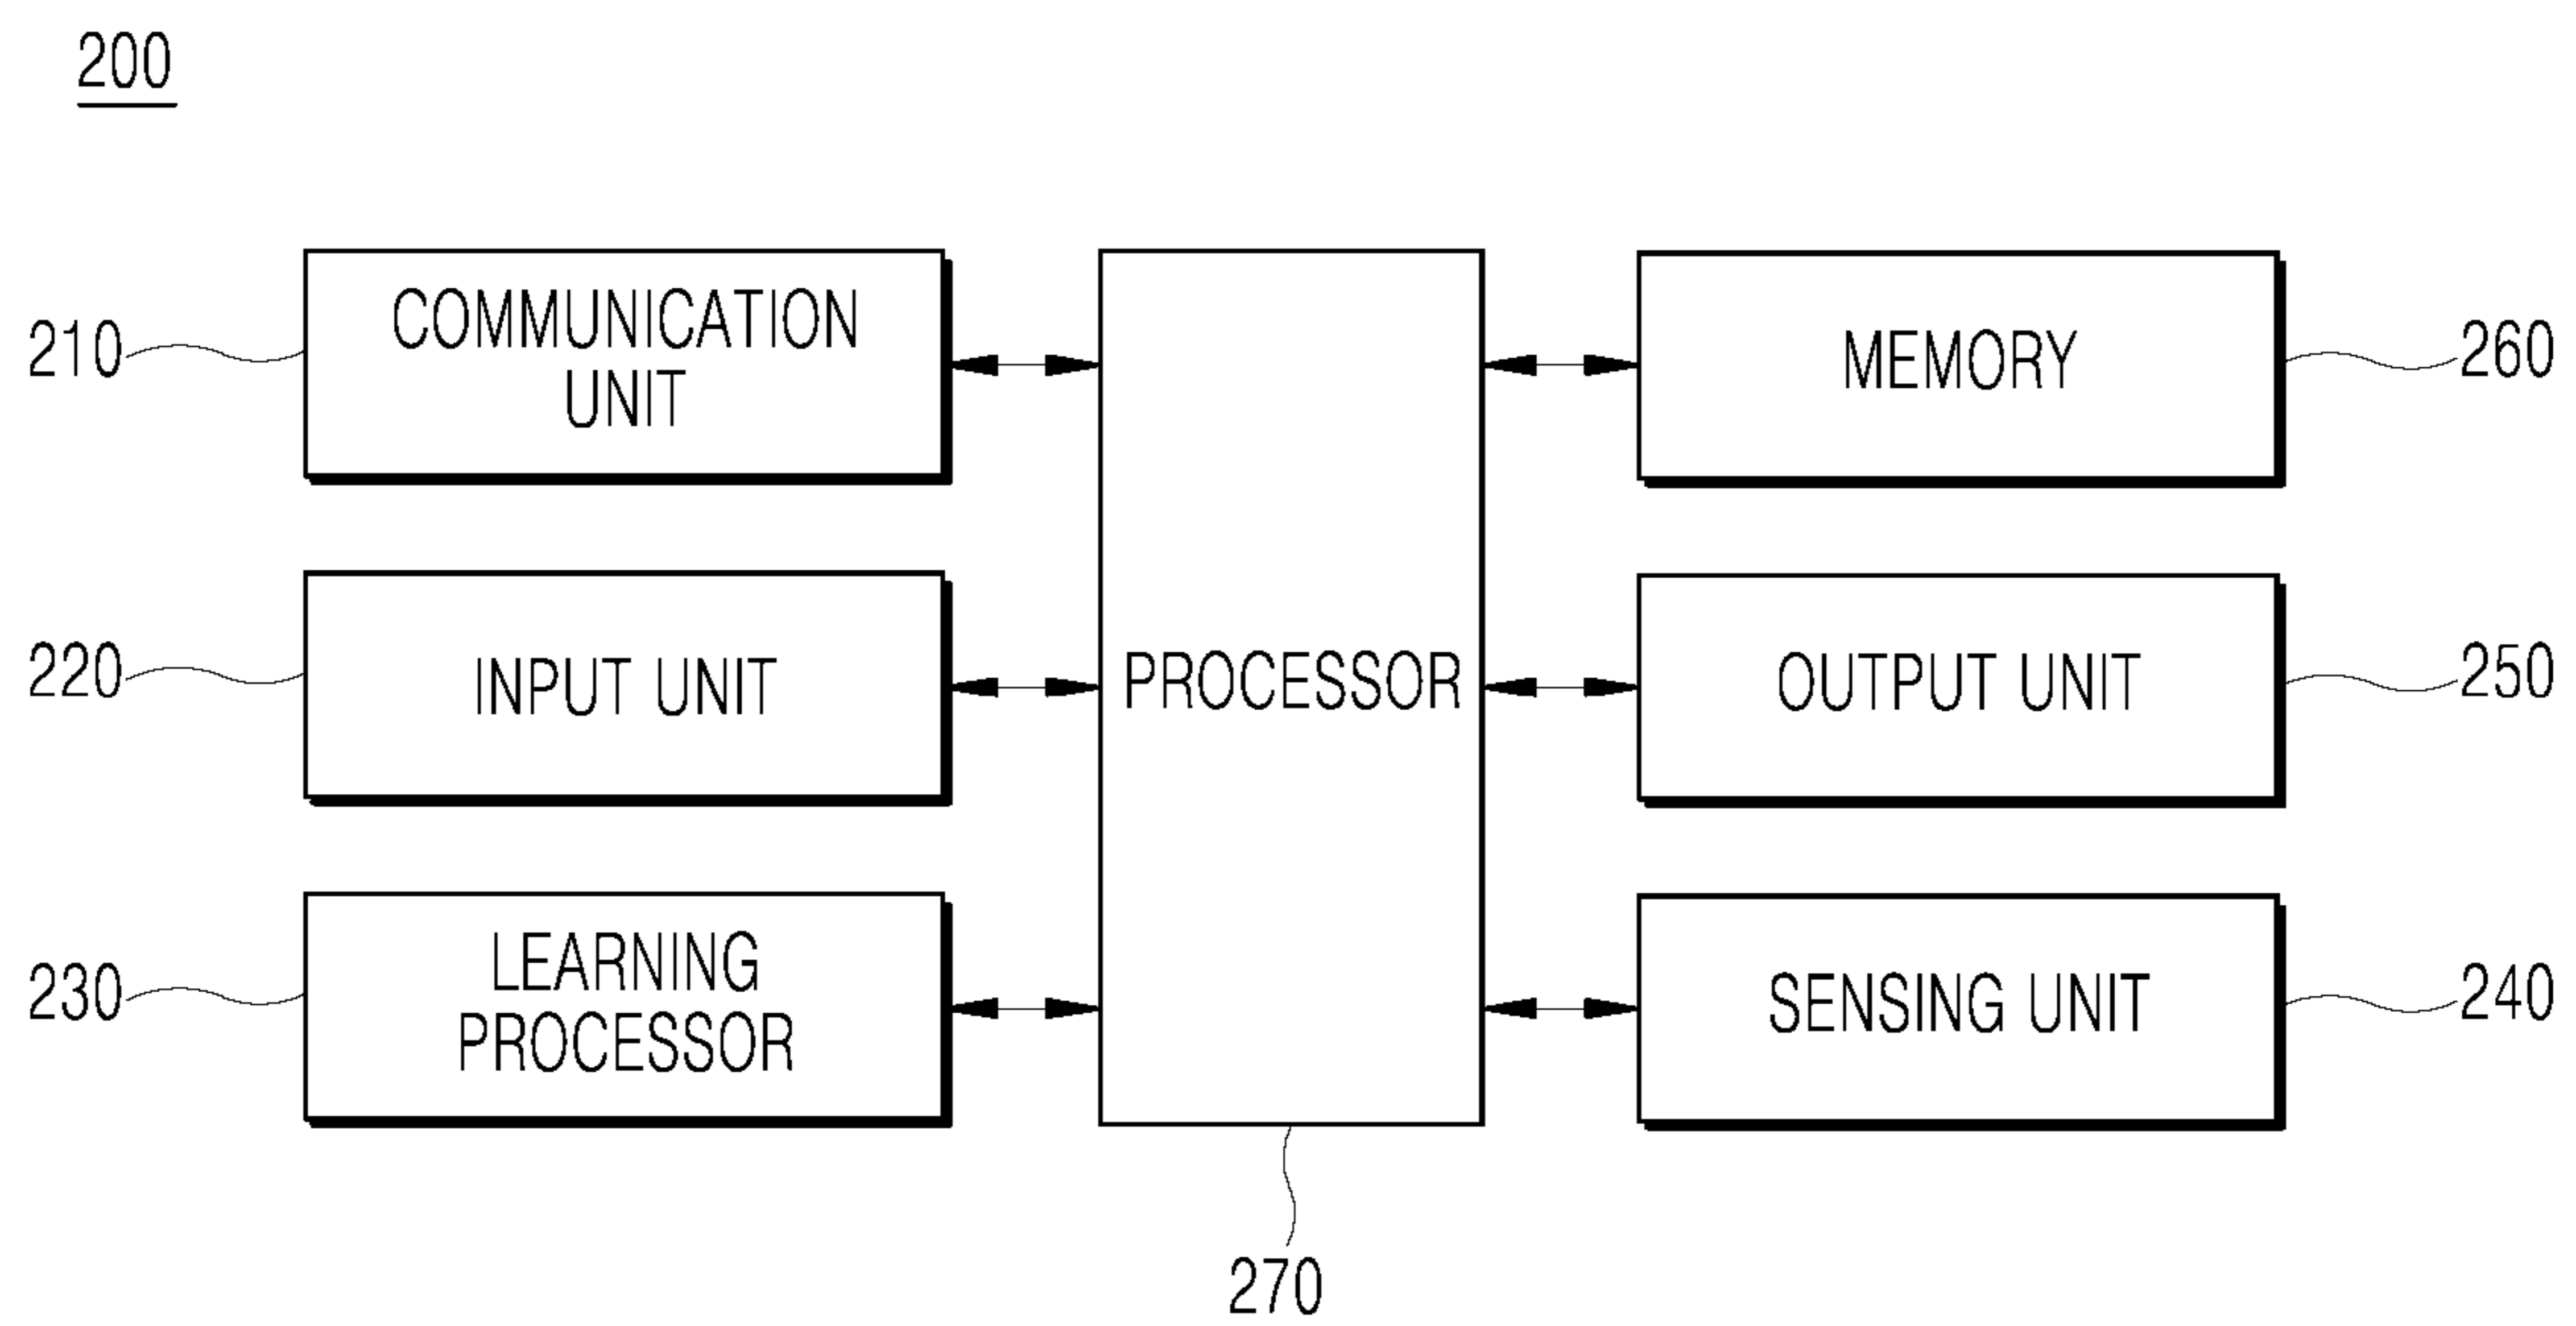 200
210
COMMUNICATION
UNIT
220
INPUT UNIT
230
LEARNING
PROCESSOR
PROCESSOR
270
MEMORY
260
OUTPUT UNIT
250
SENSING UNIT
240